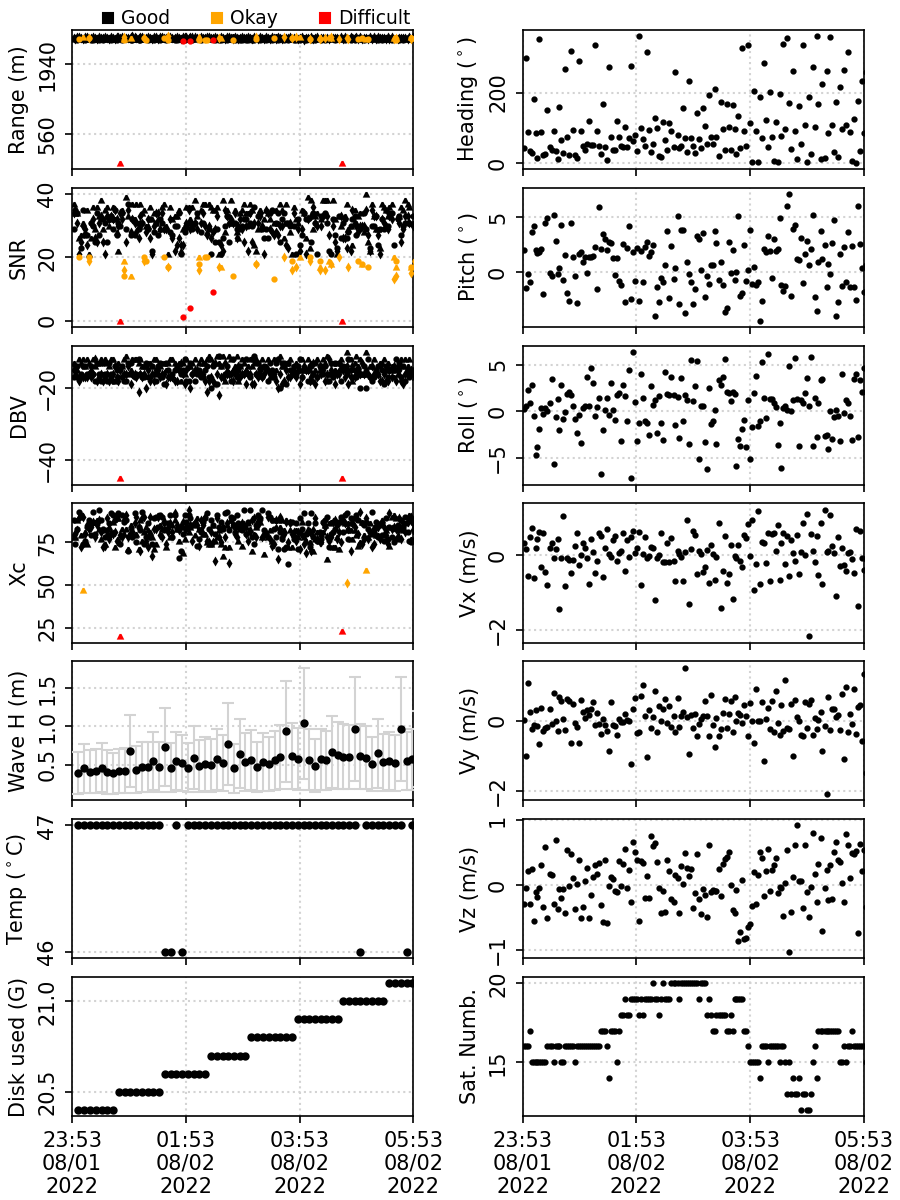 Good Okay Difficult
Range (m)
1940
560
Heading (°)
200
0
SNR
40
20
0
Pitch (°)
5
0
DBV
−20
−40
Roll (°)
5
0
−5
Xc
75
50
25
Vx (m/s)
0
−2
Wave H (m)
1.5
1.0
0.5
Vy (m/s)
0
−2
Temp (°C)
47
46
Vz (m/s)
1
0
−1
Disk used (G)
21.0
20.5
Sat. Numb.
20
15
23:53 01:53 03:53 05:53 23:53 01:53 03:53 05:53
08/01 08/02 08/02 08/02 08/01 08/02 08/02 08/02
2022 2022 2022 2022 2022 2022 2022 2022